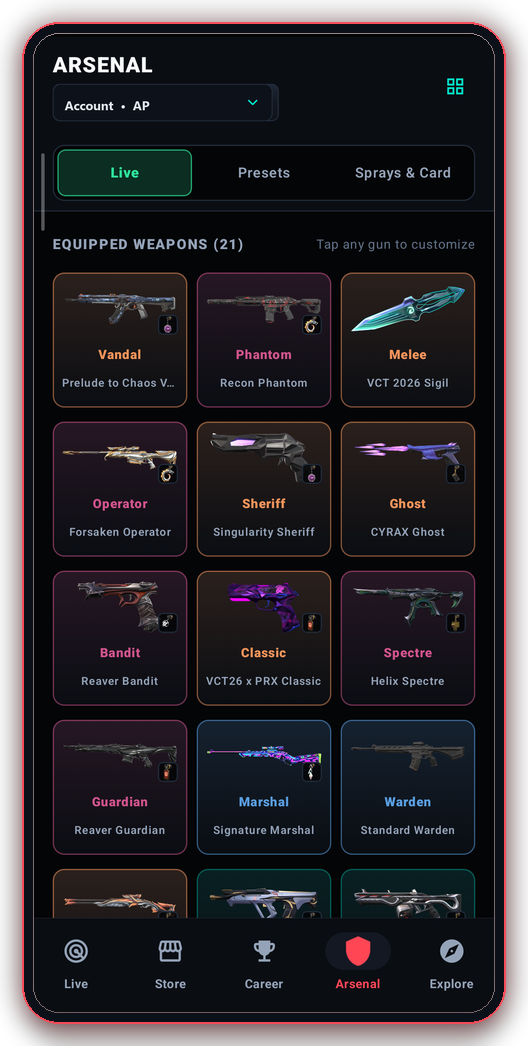 ARSENAL
Account • AP
Live Presets Sprays & Card
EQUIPPED WEAPONS (21) Tap any gun to customize
Vandal Phantom Melee
Prelude to Chaos V... Recon Phantom VCT 2026 Sigil
Operator Sheriff Ghost
Forsaken Operator Singularity Sheriff CYRAX Ghost
Bandit Classic Spectre
Reaver Bandit VCT26 x PRX Classic Helix Spectre
Guardian Marshal Warden
Reaver Guardian Signature Marshal Standard Warden
Live Store Career Arsenal Explore